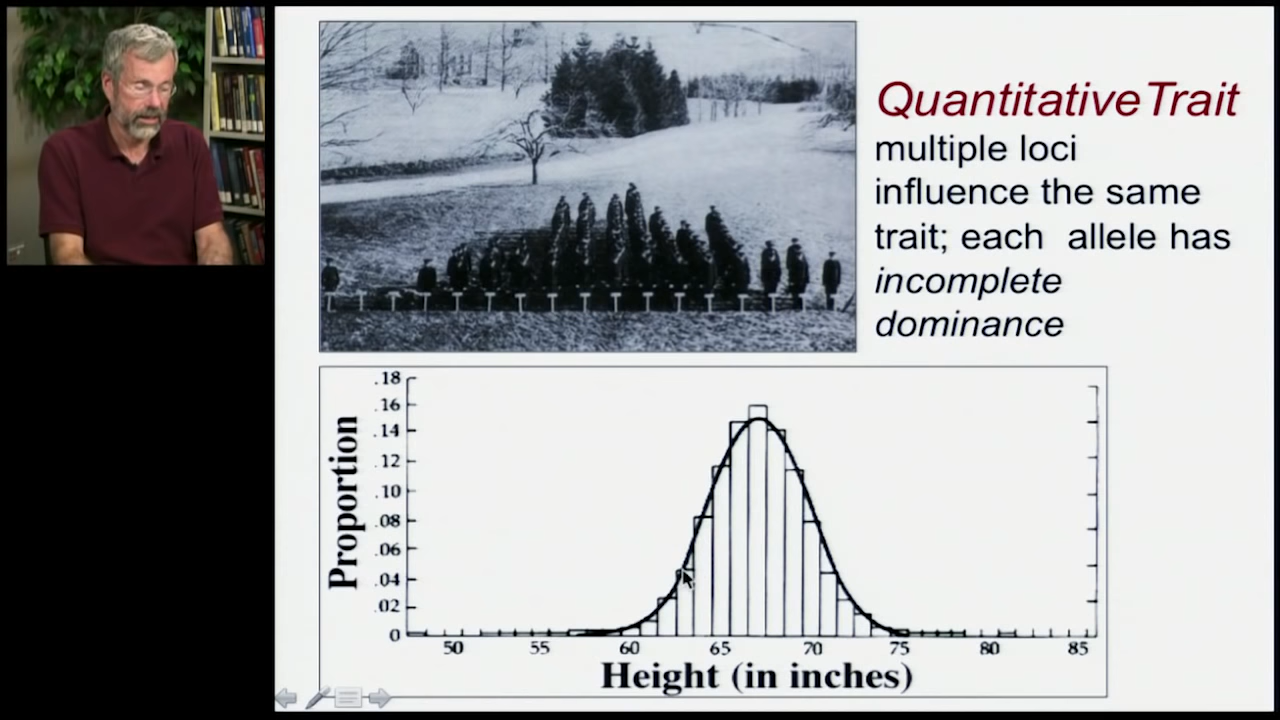 Quantitative Trait
multiple loci
influence the same
trait; each allele has
incomplete
dominance
.18
.16
.14
.12
.10
.08
.06
.04
.02
0
Proportion
50 55 60 65 70 75 80 85
Height (in inches)